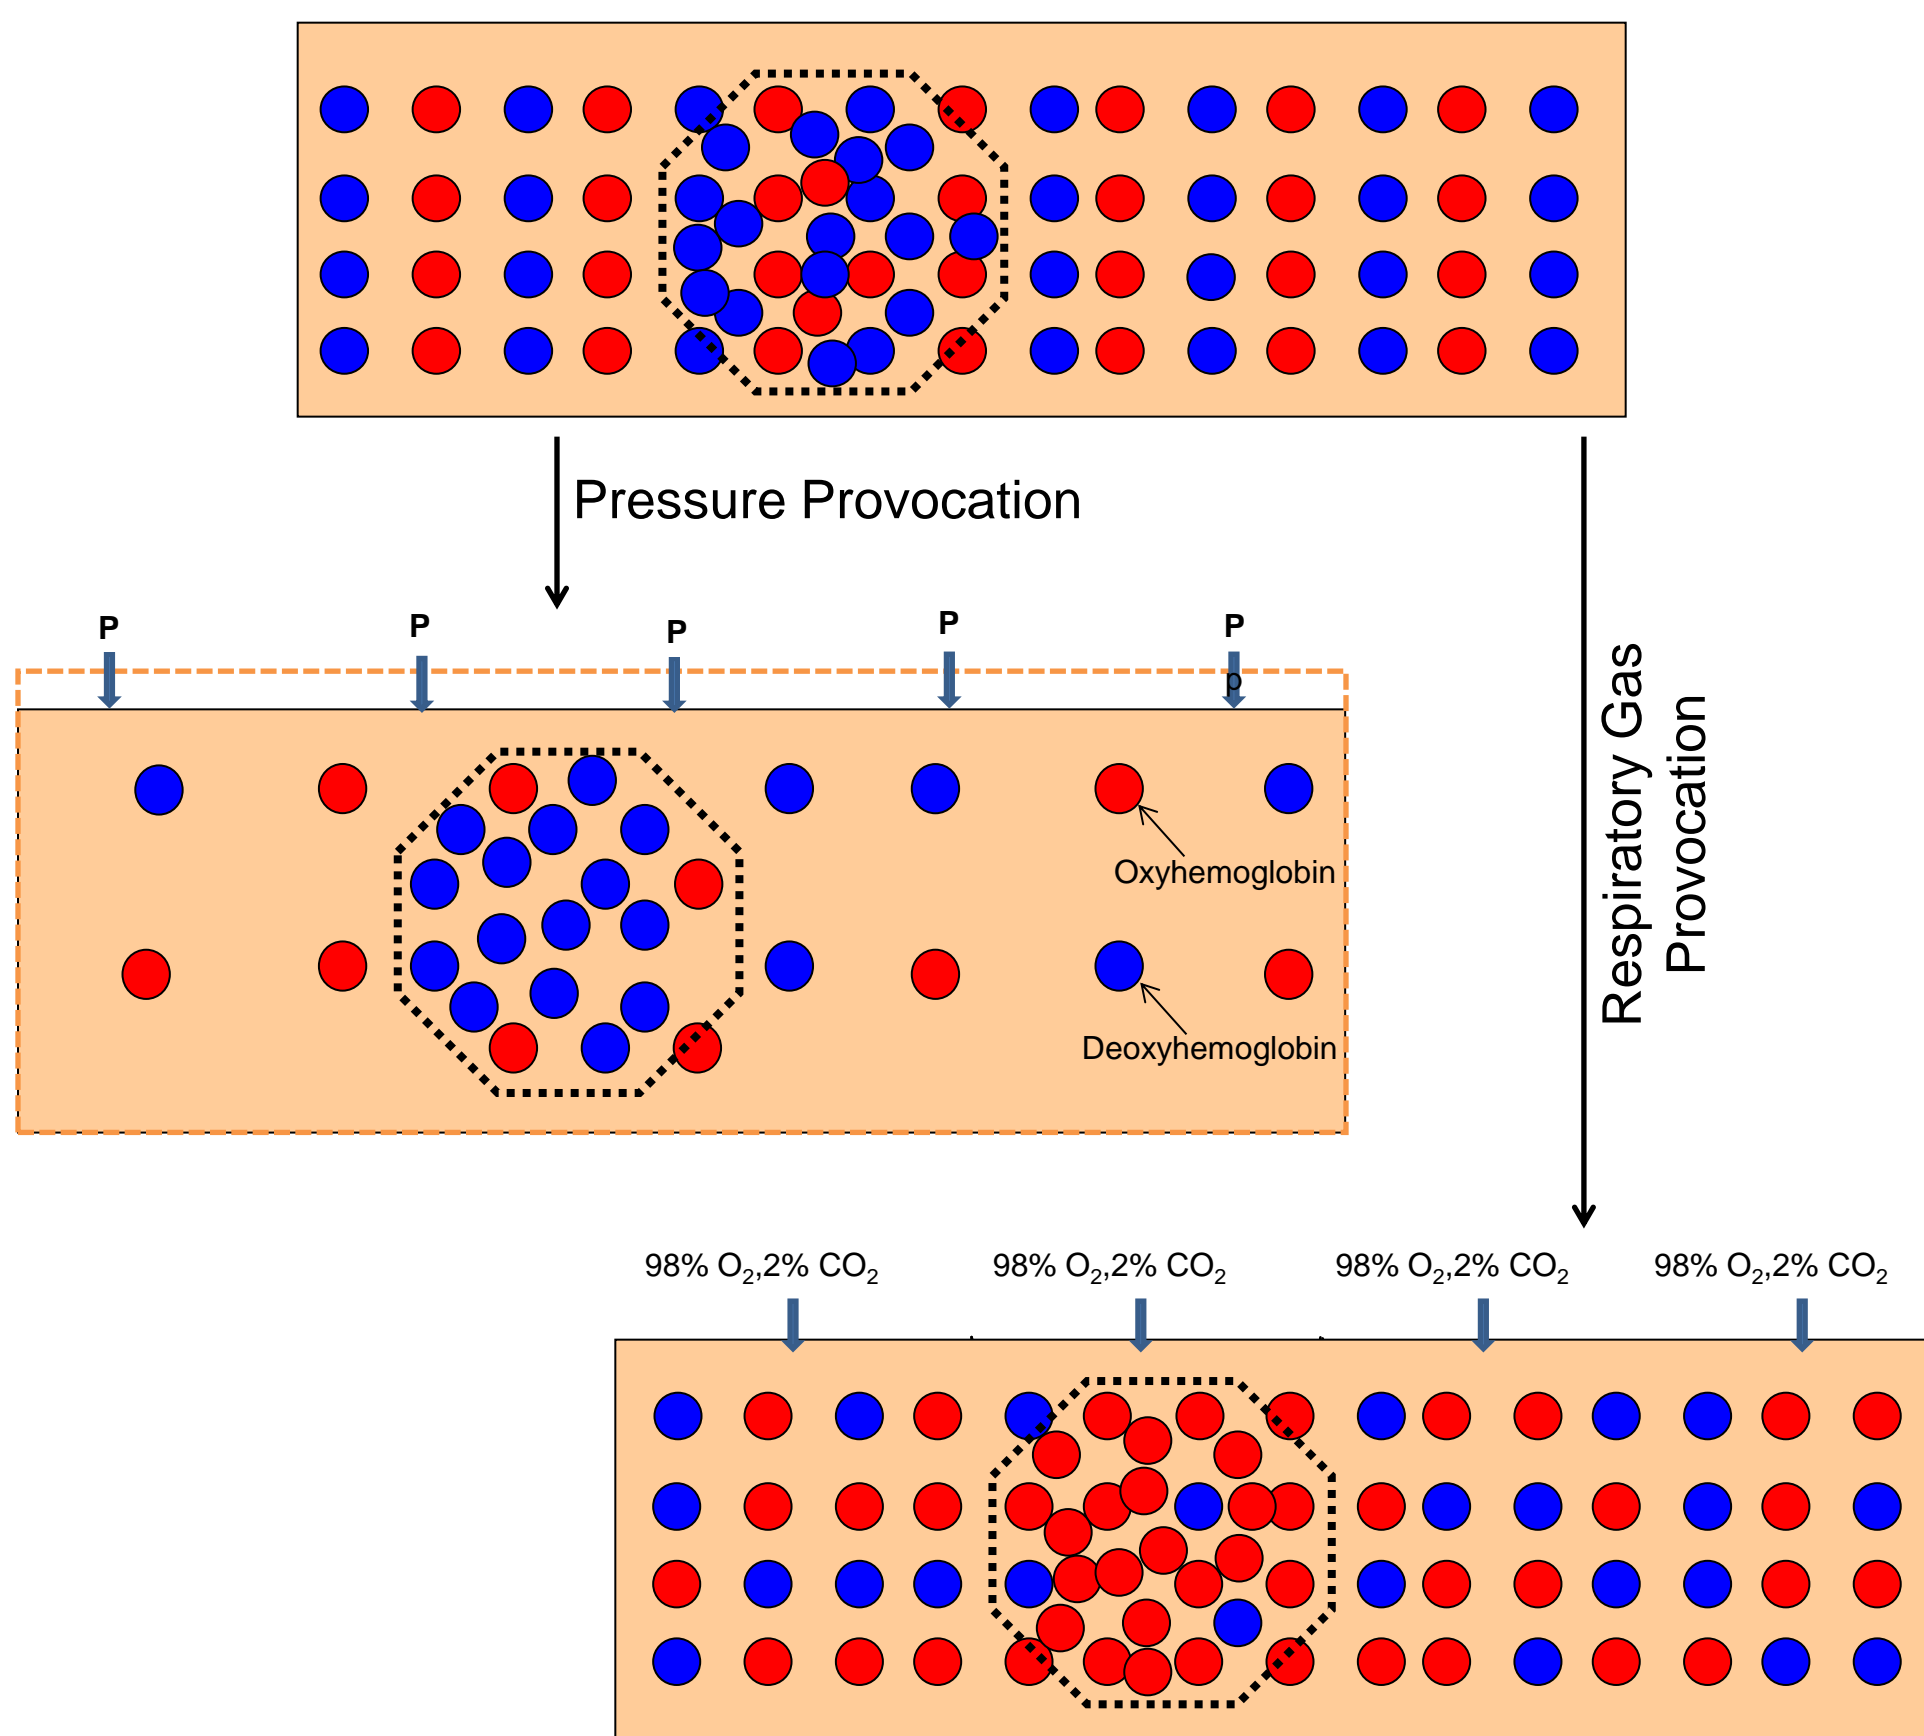 Pressure Provocation
P P P P P
p
Oxyhemoglobin
Deoxyhemoglobin
Respiratory Gas
Provocation
98% O₂,2% CO₂ 98% O₂,2% CO₂ 98% O₂,2% CO₂ 98% O₂,2% CO₂